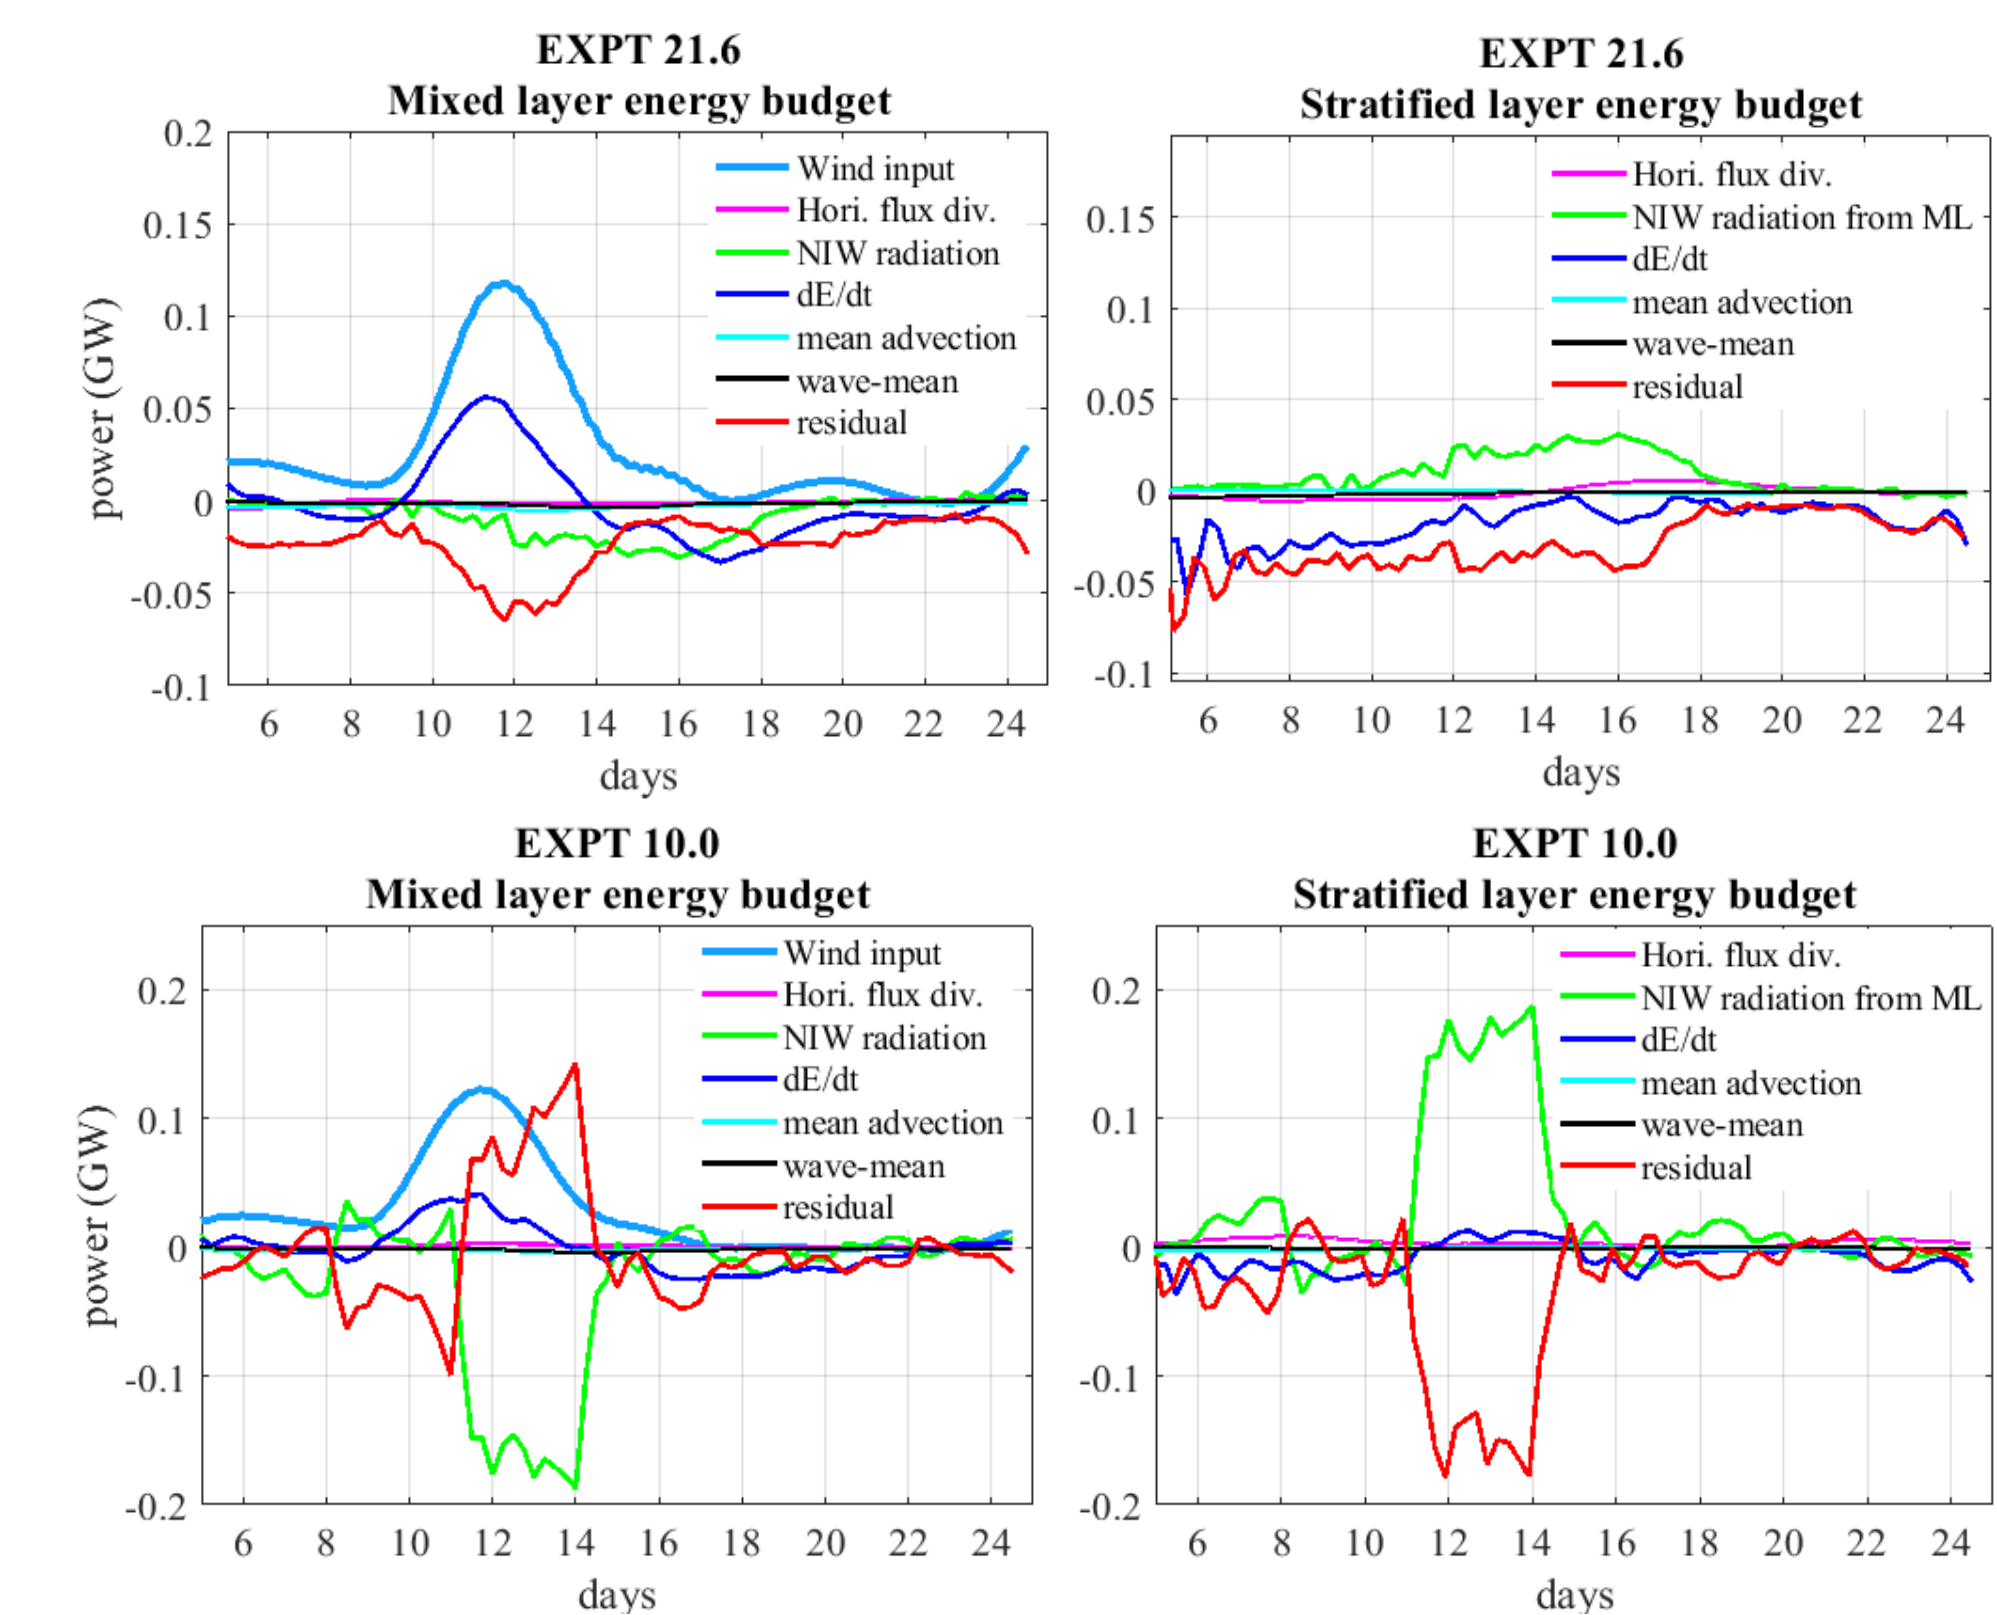 EXPT 21.6
Mixed layer energy budget
0.2
0.15
0.1
0.05
0
-0.05
-0.1
power (GW)
Wind input
Hori. flux div.
NIW radiation
dE/dt
mean advection
wave-mean
residual
6 8 10 12 14 16 18 20 22 24
days
EXPT 21.6
Stratified layer energy budget
0.15
0.1
0.05
0
-0.05
-0.1
Hori. flux div.
NIW radiation from ML
dE/dt
mean advection
wave-mean
residual
6 8 10 12 14 16 18 20 22 24
days
EXPT 10.0
Mixed layer energy budget
0.2
0.1
0
-0.1
-0.2
power (GW)
Wind input
Hori. flux div.
NIW radiation
dE/dt
mean advection
wave-mean
residual
6 8 10 12 14 16 18 20 22 24
days
EXPT 10.0
Stratified layer energy budget
0.2
0.1
0
-0.1
-0.2
Hori. flux div.
NIW radiation from ML
dE/dt
mean advection
wave-mean
residual
6 8 10 12 14 16 18 20 22 24
days